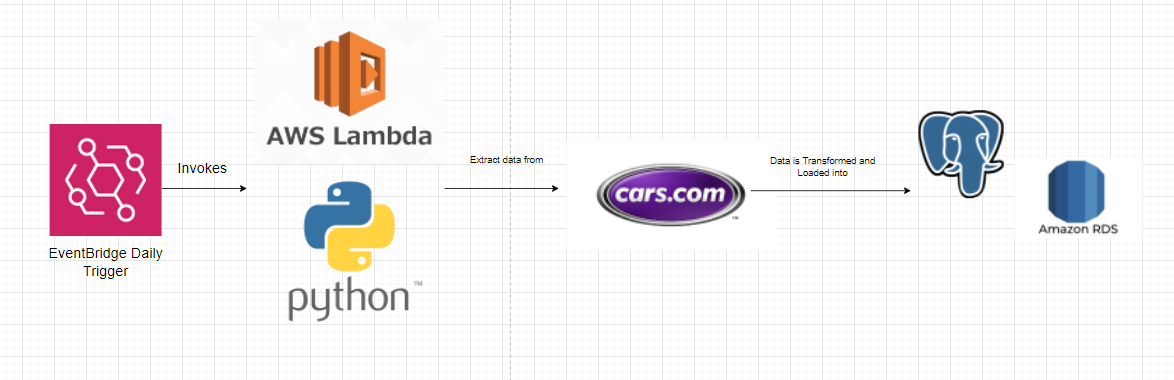 EventBridge Daily
Trigger
Invokes
AWS Lambda
python™
Extract data from
cars.com™
Data is Transformed and
Loaded into
Amazon RDS